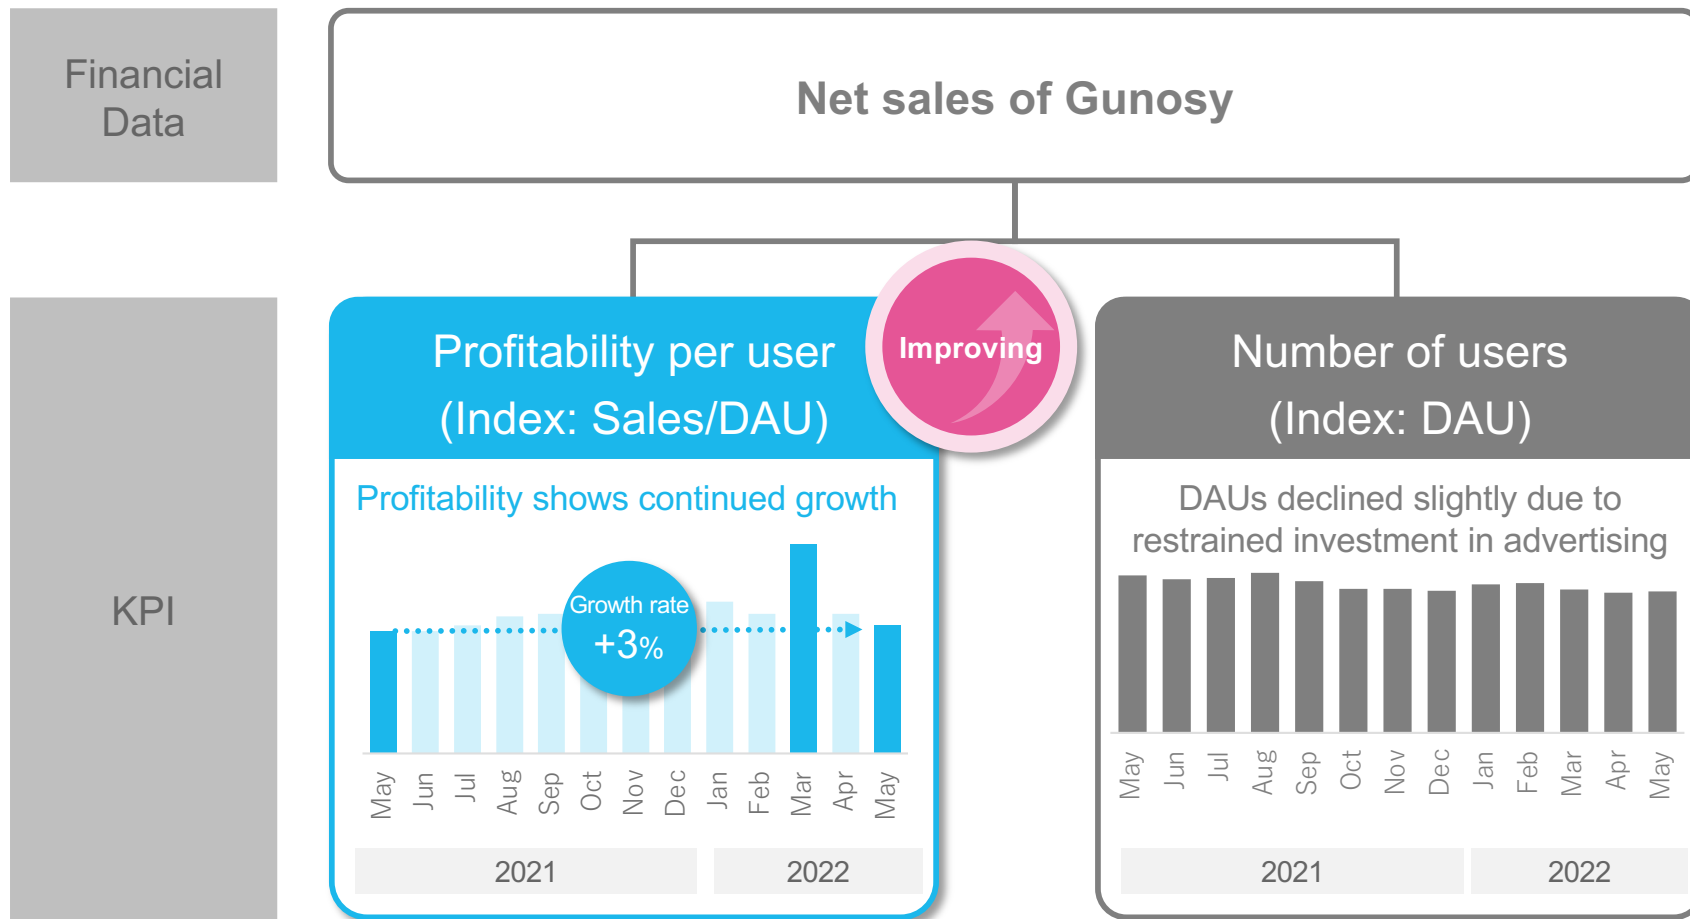 Financial
Data
Net sales of Gunosy
KPI
Profitability per user
(Index: Sales/DAU)
Improving
Profitability shows continued growth
Growth rate
+3%
May Jun Jul Aug Sep Oct Nov Dec Jan Feb Mar Apr May
2021 2022
Number of users
(Index: DAU)
DAUs declined slightly due to
restrained investment in advertising
May Jun Jul Aug Sep Oct Nov Dec Jan Feb Mar Apr May
2021 2022